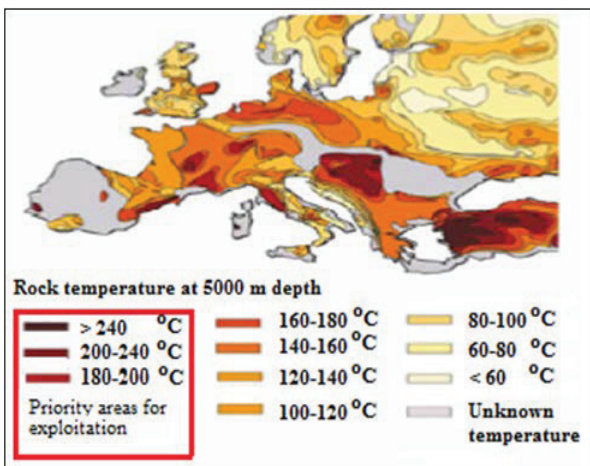 Rock temperature at 5000 m depth
> 240 °C
200-240 °C
180-200 °C
Priority areas for
exploitation
160-180 °C
140-160 °C
120-140 °C
100-120 °C
80-100 °C
60-80 °C
< 60 °C
Unknown
temperature